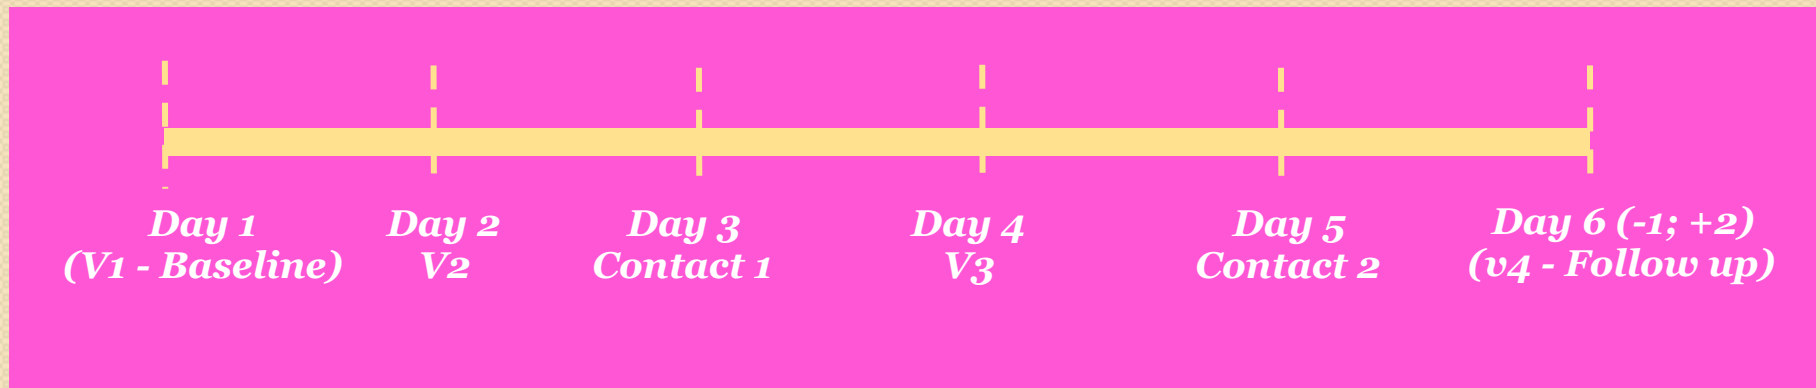 Day 1
(V1 - Baseline)
Day 2
V2
Day 3
Contact 1
Day 4
V3
Day 5
Contact 2
Day 6 (-1; +2)
(v4 - Follow up)